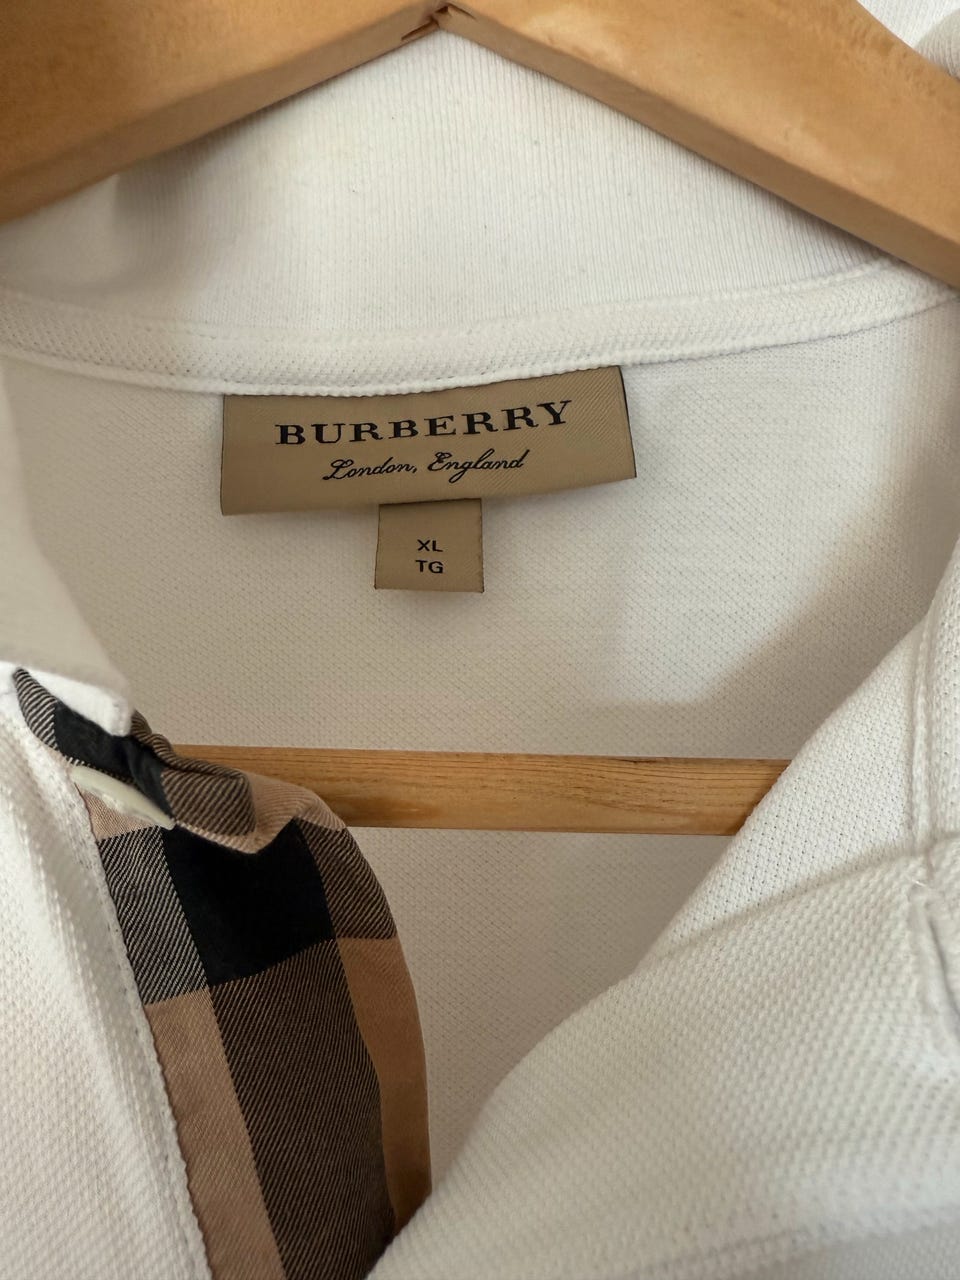 BURBERRY
London, England
XL
TG